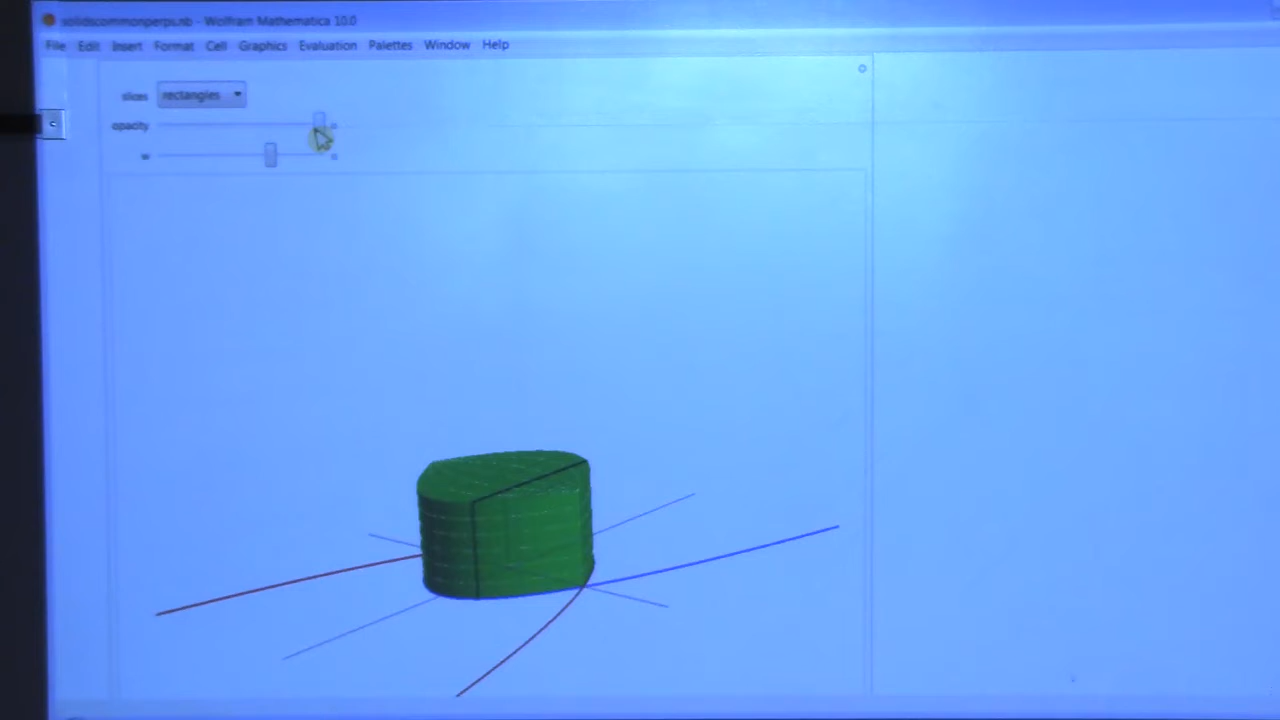 solidscommonperps.nb - Wolfram Mathematica 10.0
File Edit Insert Format Cell Graphics Evaluation Palettes Window Help
slices rectangles
opacity
w